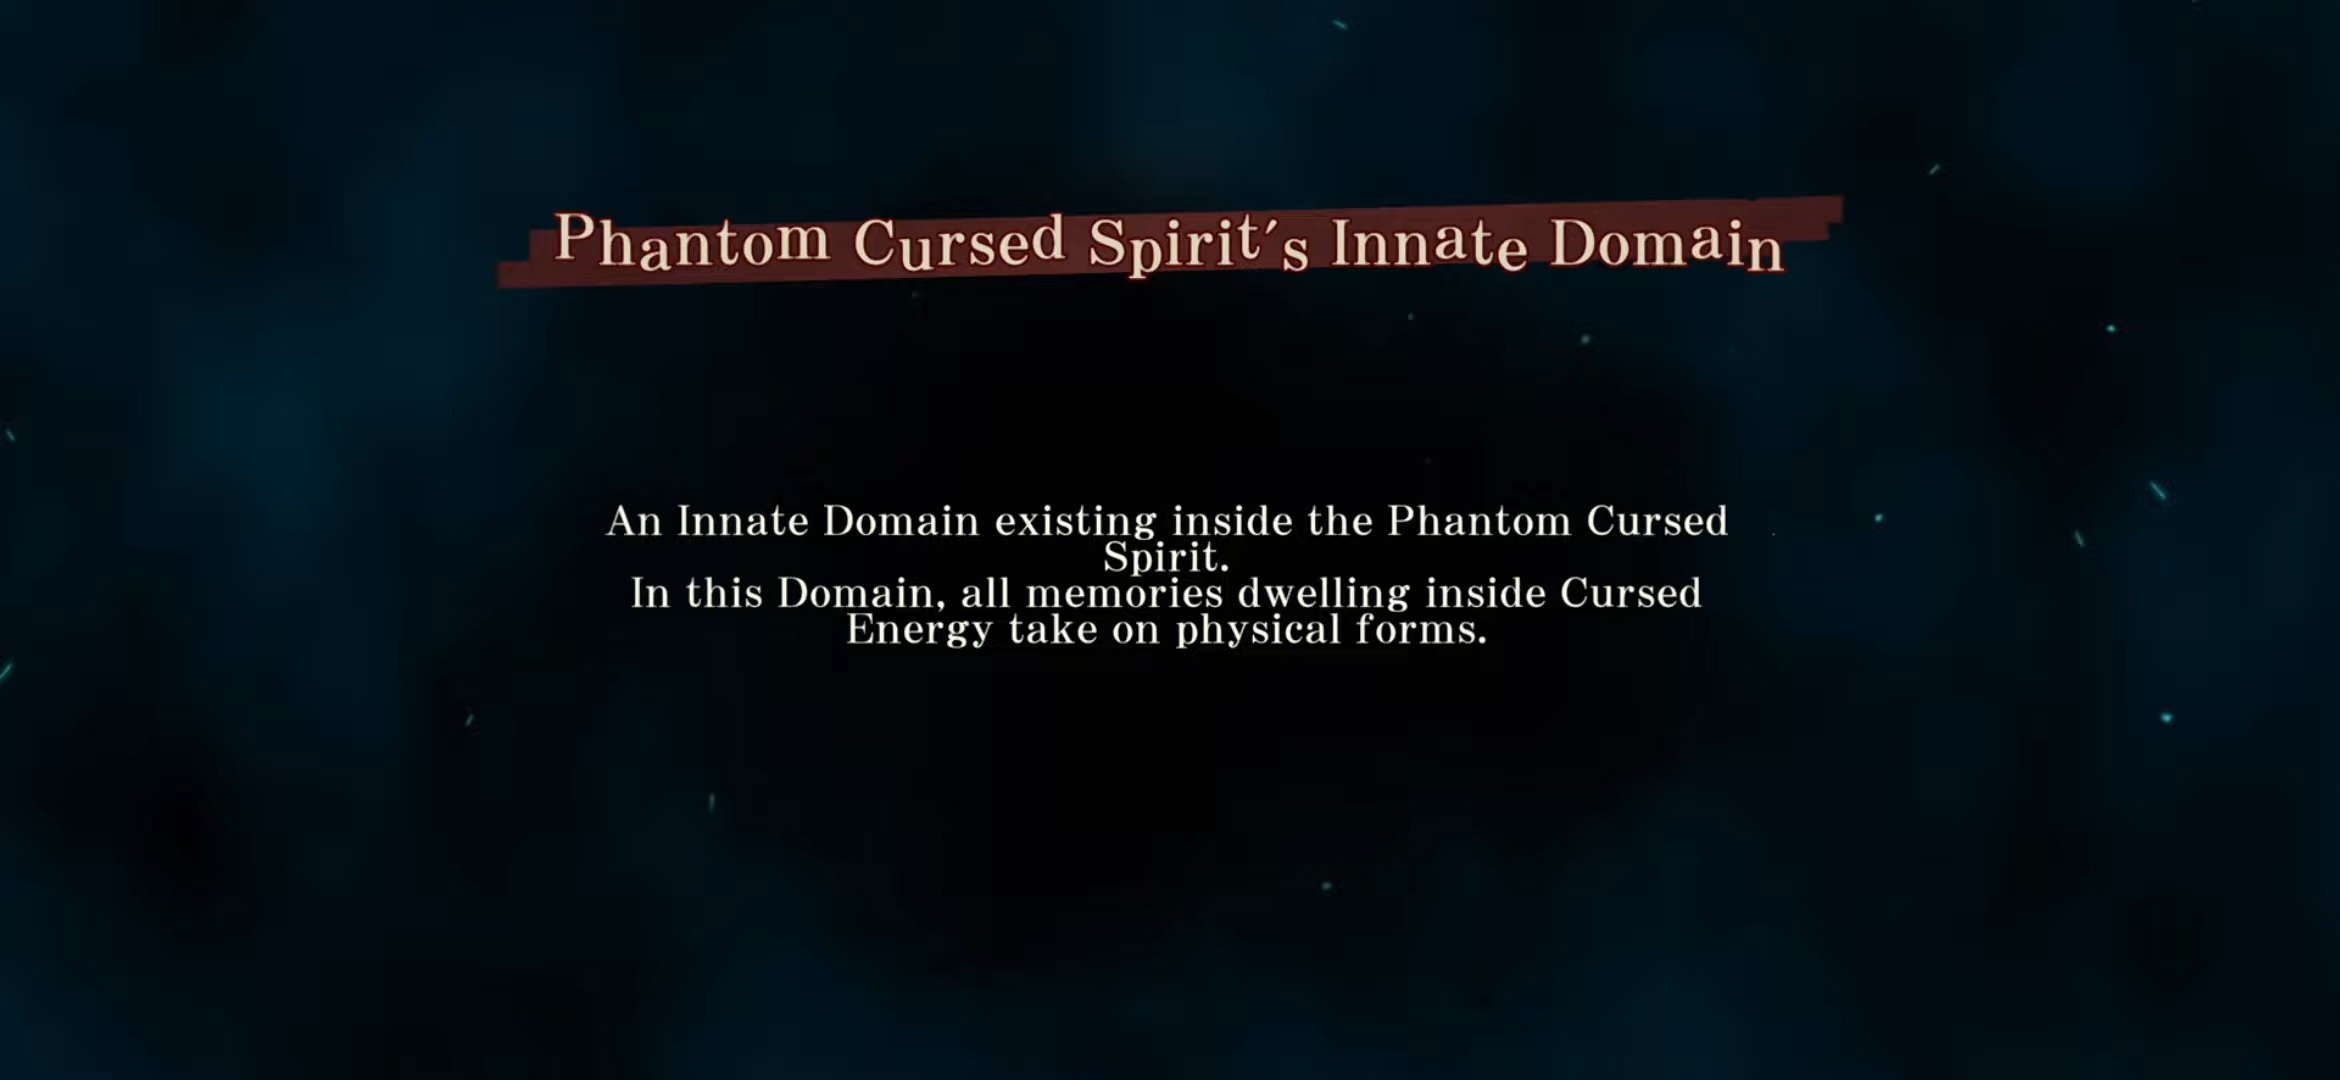 Phantom Cursed Spirit's Innate Domain
An Innate Domain existing inside the Phantom Cursed
Spirit.
In this Domain, all memories dwelling inside Cursed
Energy take on physical forms.